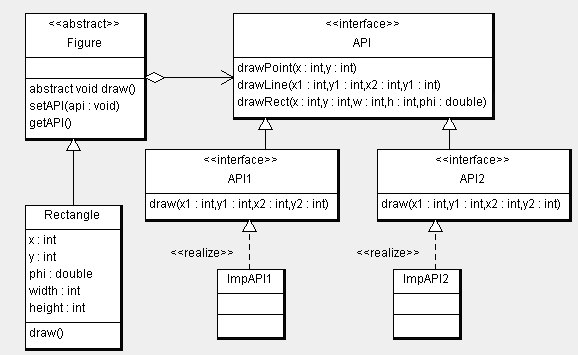 <<abstract>>
Figure
abstract void draw()
setAPI(api : void)
getAPI()
<<interface>>
API
drawPoint(x : int,y : int)
drawLine(x1 : int,y1 : int,x2 : int,y1 : int)
drawRect(x : int,y : int,w : int,h : int,phi : double)
<<interface>>
API1
draw(x1 : int,y1 : int,x2 : int,y2 : int)
<<interface>>
API2
draw(x1 : int,y1 : int,x2 : int,y2 : int)
Rectangle
x : int
y : int
phi : double
width : int
height : int
draw()
<<realize>>
ImpAPI1
<<realize>>
ImpAPI2